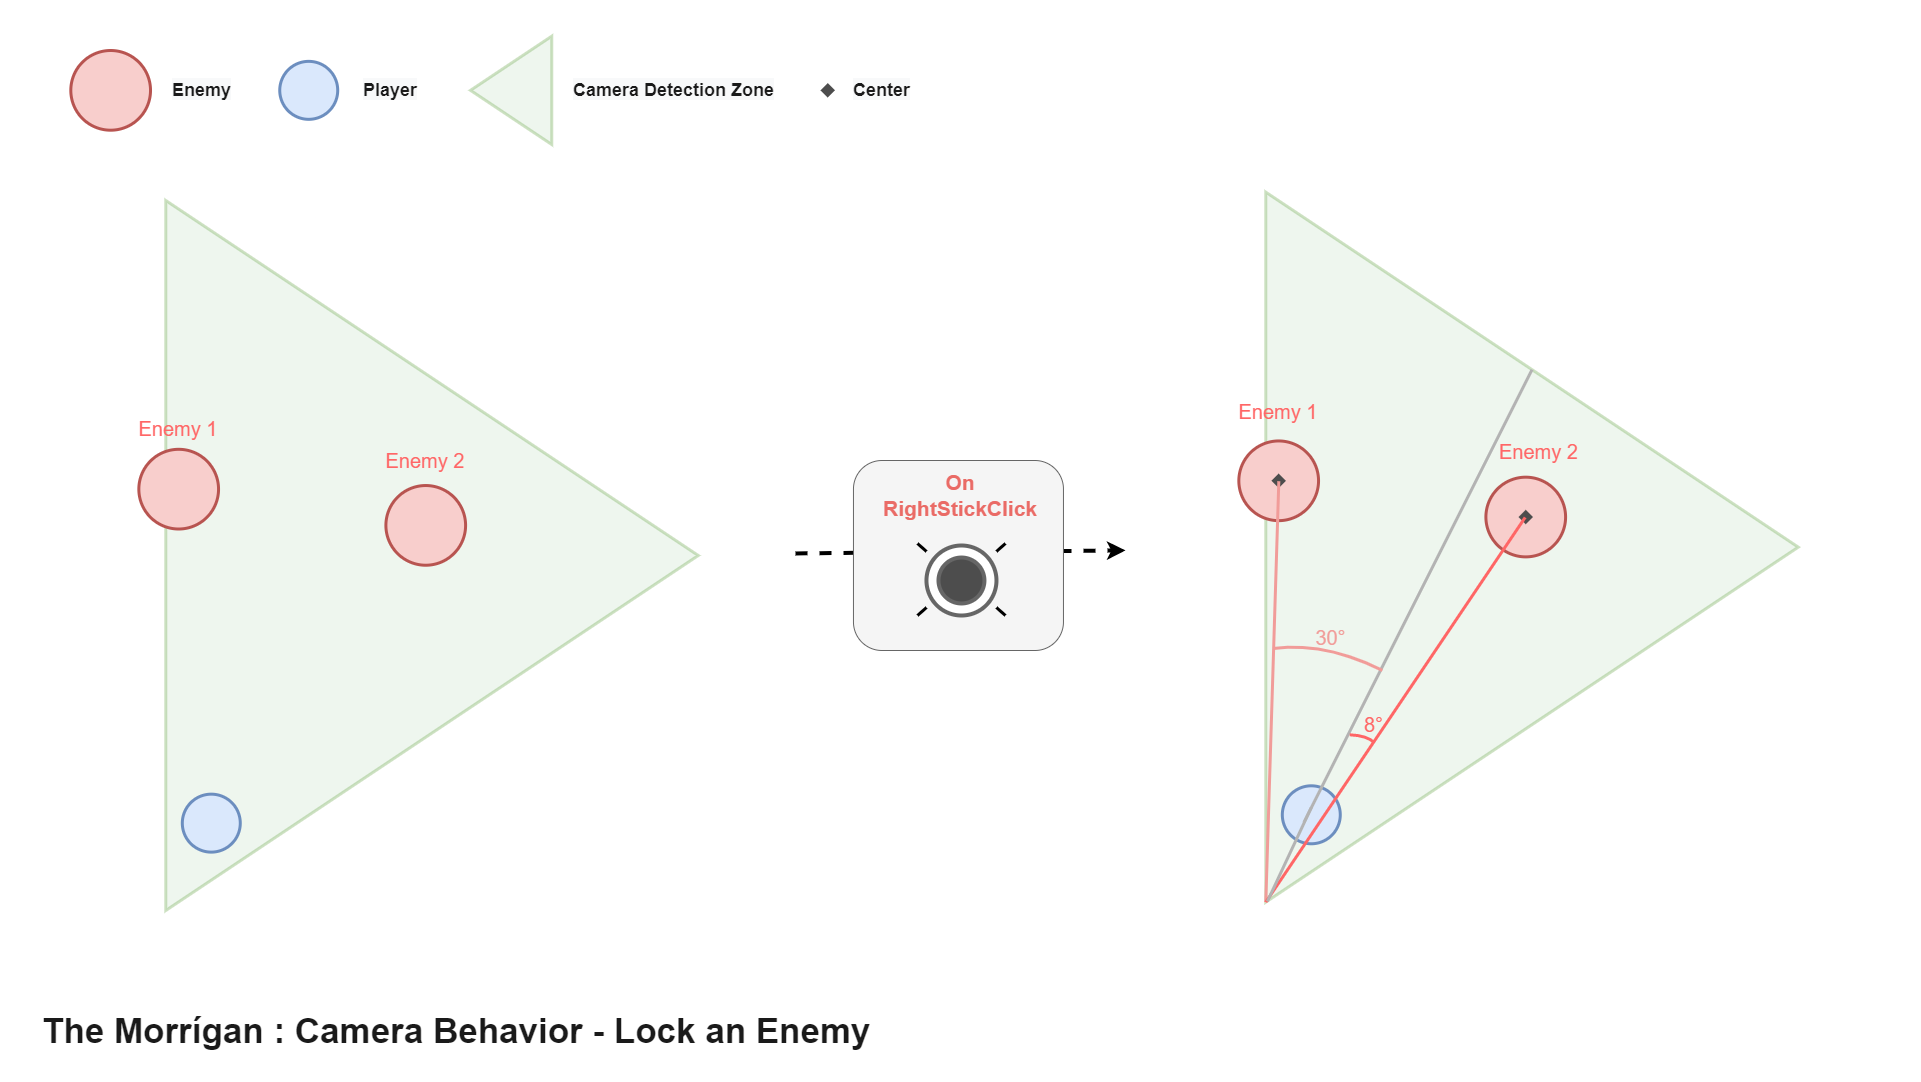 Enemy
Player
Camera Detection Zone
Center
Enemy 1
Enemy 2
On
RightStickClick
Enemy 1
Enemy 2
30°
8°
The Morrígan : Camera Behavior - Lock an Enemy